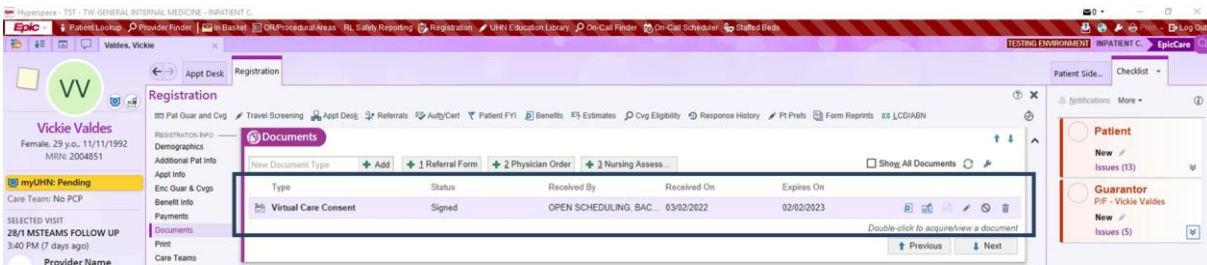 Hyperspace - TST - TW-GENERAL INTERNAL MEDICINE - INPATIENT C.
Epic Patient Lookup Provider Finder In Basket OR/Procedural Areas RL Safety Reporting Registration UHN Education Library On-Call Finder On-Call Scheduler Staffed Beds Print Log Out
Valdes, Vickie TESTING ENVIRONMENT INPATIENT C. EpicCare
Appt Desk Registration Patient Side... Checklist
VV
Registration
Notifications More
Pat Guar and Cvg Travel Screening Appt Desk Referrals Auth/Cert Patient FYI Benefits Estimates Cvg Eligibility Response History Pt Prefs Form Reprints LCD/ABN
Vickie Valdes
Female, 29 y.o., 11/11/1992
MRN: 2004851
myUHN: Pending
Care Team: No PCP
SELECTED VISIT
28/1 MSTEAMS FOLLOW UP
3:40 PM (7 days ago)
Provider Name
REGISTRATION INFO
Demographics
Additional Pat Info
Appt Info
Enc Guar & Cvgs
Benefit Info
Payments
Documents
Print
Care Teams
Documents
New Document Type + Add + 1 Referral Form + 2 Physician Order + 3 Nursing Assess... Show All Documents
Type Status Received By Received On Expires On
Virtual Care Consent Signed OPEN SCHEDULING, BAC... 03/02/2022 02/02/2023
Double-click to acquire/view a document
Previous Next
Patient
New
Issues (13)
Guarantor
P/F - Vickie Valdes
New
Issues (5)